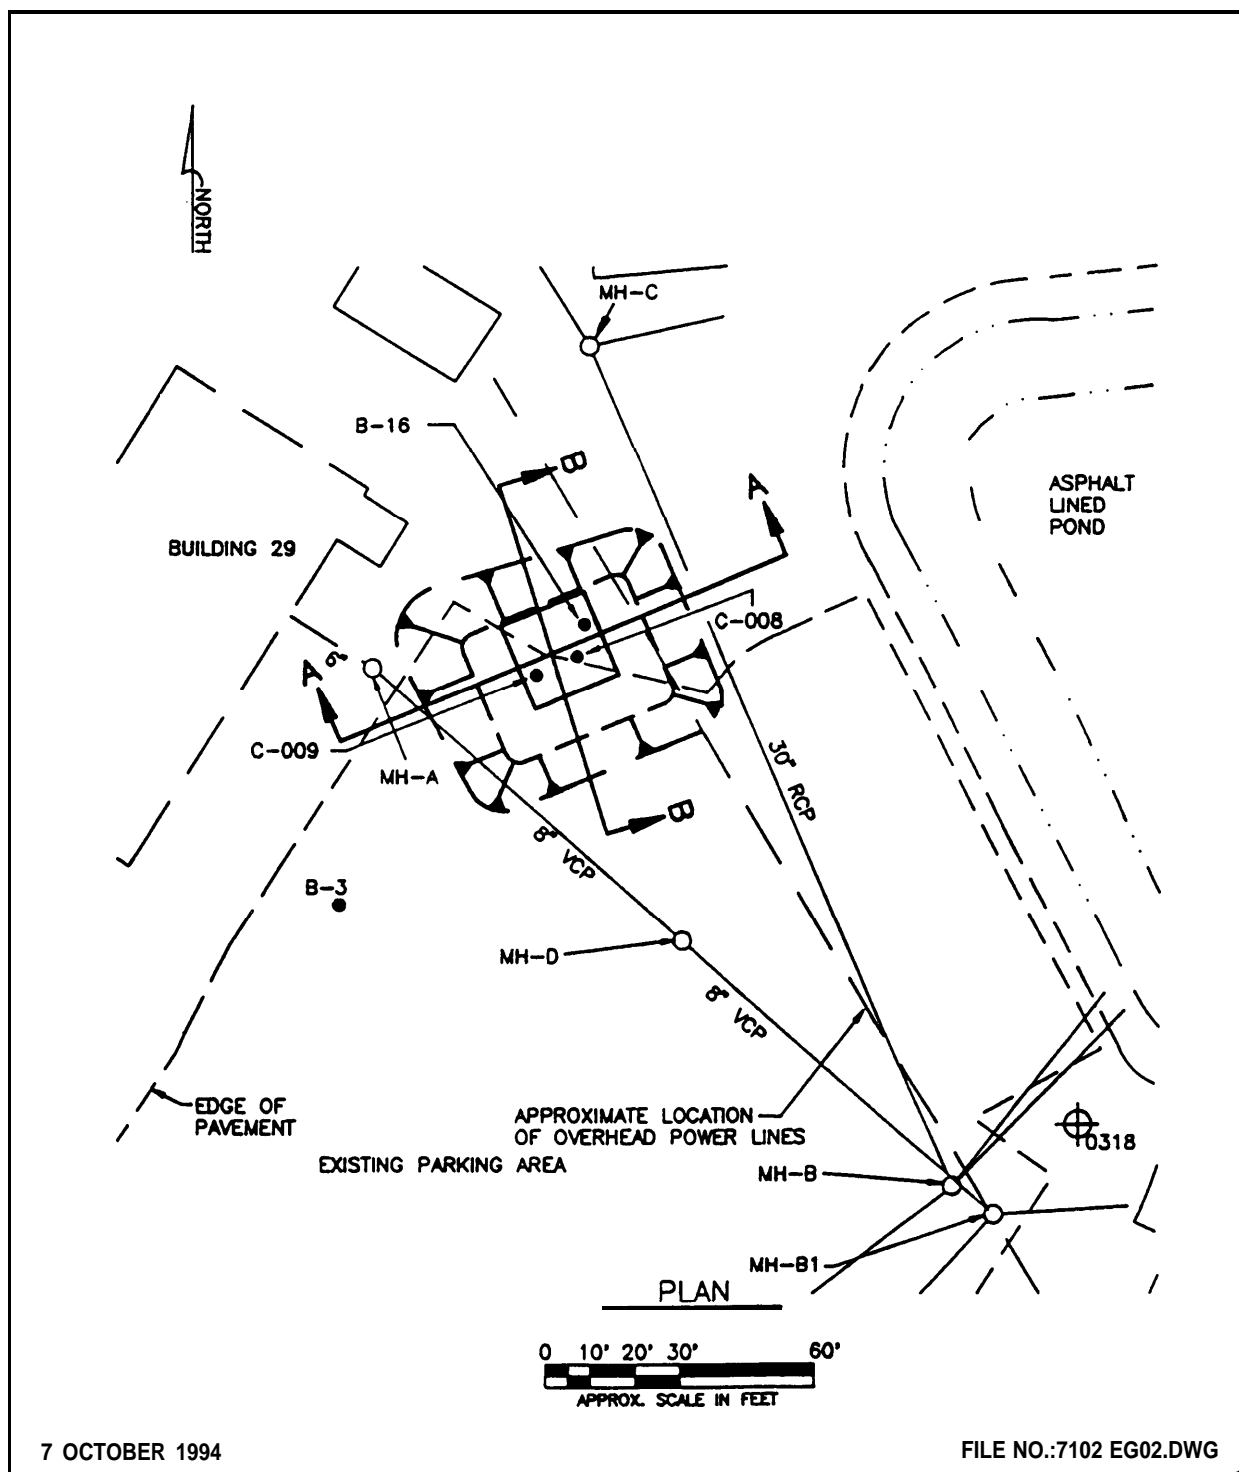 NORTH
MH-C
B-16
B
A
ASPHALT
LINED
POND
BUILDING 29
C-008
6"
A
C-009
MH-A
30" RCP
B
8" VCP
B-3
MH-D
8" VCP
EDGE OF
PAVEMENT
APPROXIMATE LOCATION
OF OVERHEAD POWER LINES
0318
EXISTING PARKING AREA
MH-B
MH-B1
PLAN
0 10' 20' 30' 60'
APPROX. SCALE IN FEET
7 OCTOBER 1994
FILE NO.:7102 EG02.DWG